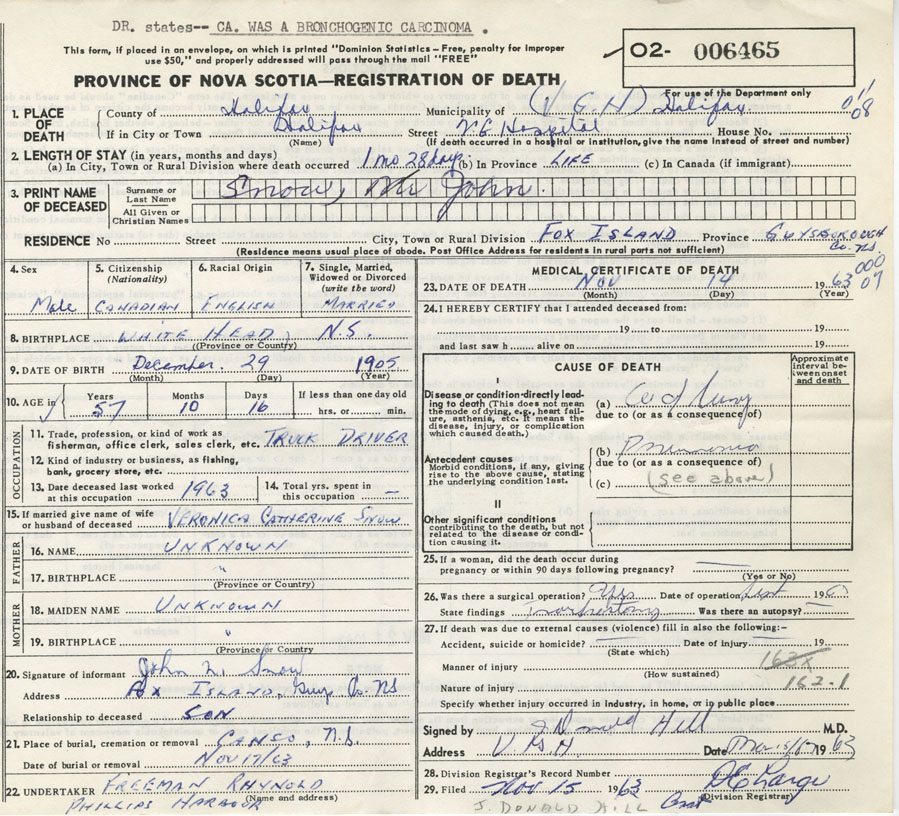 DR. states-- CA. WAS A BRONCHOGENIC CARCINOMA .
This form, if placed in an envelope, on which is printed "Dominion Statistics – Free, penalty for improper
use $50," and properly addressed will pass through the mail "FREE"
O2- 006465
PROVINCE OF NOVA SCOTIA—REGISTRATION OF DEATH
For use of the Department only
11
008
1. PLACE OF DEATH
County of Halifax Municipality of (V.G.H) Halifax
If in City or Town Halifax Street V.G. Hospital House No.
(Name) (If death occurred in a hospital or institution, give name instead of street and number)
2. LENGTH OF STAY (in years, months and days)
(a) In City, Town or Rural Division where death occurred 1 mo 28 days (b) In Province LIFE (c) In Canada (if immigrant)
3. PRINT NAME OF DECEASED
Surname or Last Name Snow, Mr John.
All Given or Christian Names
RESIDENCE No Street City, Town or Rural Division FOX ISLAND Province GUYSBOROUGH Co. N.S.
(Residence means usual place of abode. Post Office Address for residents in rural parts not sufficient)
000
07
4. Sex Male
5. Citizenship (Nationality) CANADIAN
6. Racial Origin ENGLISH
7. Single, Married, Widowed or Divorced (write the word) MARRIED
8. BIRTHPLACE WHITE HEAD, N.S.
(Province or Country)
9. DATE OF BIRTH December. 29 1905
(Month) (Day) (Year)
10. AGE in Years 57 Months 10 Days 16 If less than one day old hrs. or min.
OCCUPATION
11. Trade, profession, or kind of work as
fisherman, office clerk, sales clerk, etc. TRUCK DRIVER
12. Kind of industry or business, as fishing,
bank, grocery store, etc.
13. Date deceased last worked
at this occupation 1963
14. Total yrs. spent in
this occupation —
15. If married give name of wife
or husband of deceased VERONICA CATHERINE SNOW
FATHER
16. NAME UNKNOWN
17. BIRTHPLACE "
(Province or Country)
MOTHER
18. MAIDEN NAME UNKNOWN
19. BIRTHPLACE "
(Province or Country
20. Signature of informant John N. Snow
Address Fox ISLAND, Guy. Co. NS
Relationship to deceased SON
21. Place of burial, cremation or removal CANSO, N.S.
Date of burial or removal NOV 17/63
22. UNDERTAKER FREEMAN RHYNOLD
(Name and address)
PHILLIPS HARBOUR
MEDICAL CERTIFICATE OF DEATH
23. DATE OF DEATH NOV 14 1963
(Month) (Day) (Year)
24. I HEREBY CERTIFY that I attended deceased from:
19 to 19
and last saw h alive on 19
CAUSE OF DEATH
Approximate interval between onset and death
I
Disease or condition directly leading to death (This does not mean
the mode of dying, e.g., heart failure, asthenia, etc. It means the
disease, injury, or complication
which caused death.)
(a) Ca of lung
due to (or as a consequence of)
Antecedent causes
Morbid conditions, if any, giving
rise to the above cause, stating
the underlying condition last.
(b) Pneumonia
due to (or as a consequence of)
(c) (see above)
II
Other significant conditions
contributing to the death, but not
related to the disease or condition causing it.
25. If a woman, did the death occur during
pregnancy or within 90 days following pregnancy? —
(Yes or No)
26. Was there a surgical operation? Yes Date of operation Sept 1963
State findings Was there an autopsy? —
27. If death was due to external causes (violence) fill in also the following:—
Accident, suicide or homicide? — Date of injury — 19
(State which)
Manner of injury 163X
(How sustained)
Nature of injury 162.1
Specify whether injury occurred in industry, in home, or in public place
Signed by J Donald Hill M.D.
Address V.G.H Date 1963
28. Division Registrar's Record Number
29. Filed Nov 15 1963
(Division Registrar)
J. DONALD HILL